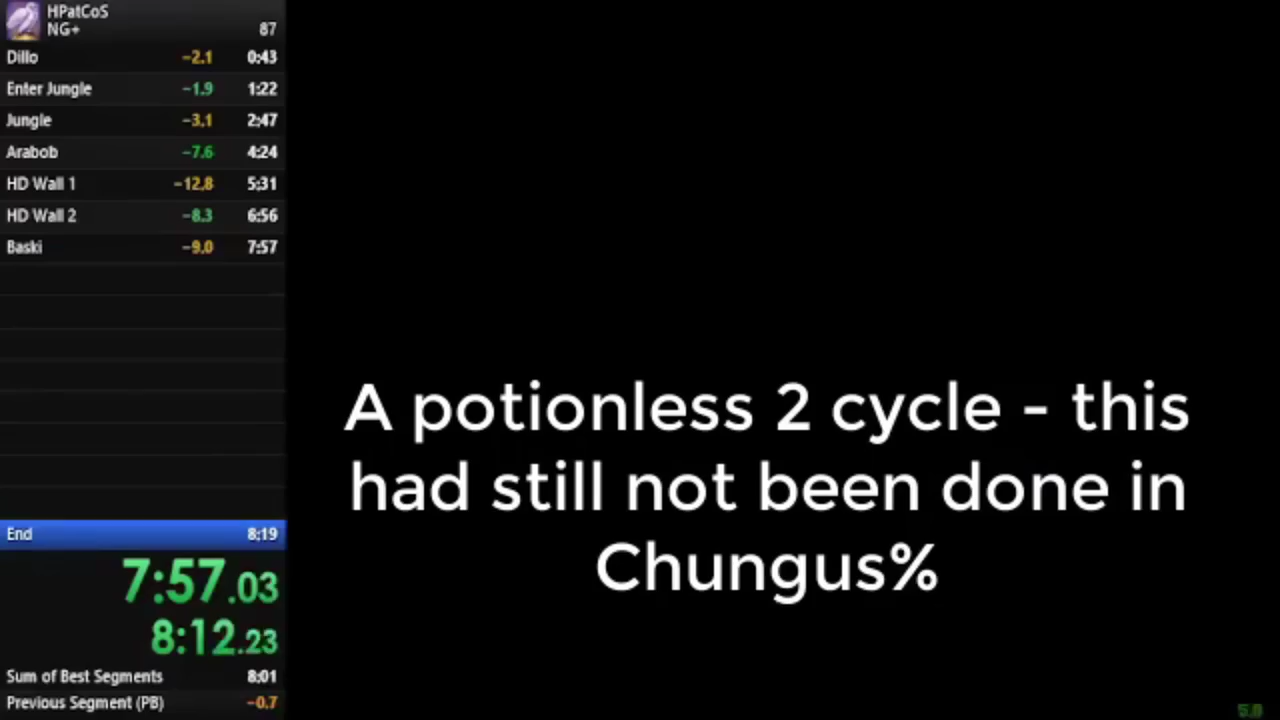 HPatCoS
NG+ 87
Dillo -2.1 0:43
Enter Jungle -1.9 1:22
Jungle -3.1 2:47
Arabob -7.6 4:24
HD Wall 1 -12.8 5:31
HD Wall 2 -8.3 6:56
Baski -9.0 7:57
End 8:19
7:57.03
8:12.23
Sum of Best Segments 8:01
Previous Segment (PB) -0.7
A potionless 2 cycle - this
had still not been done in
Chungus%
5.0